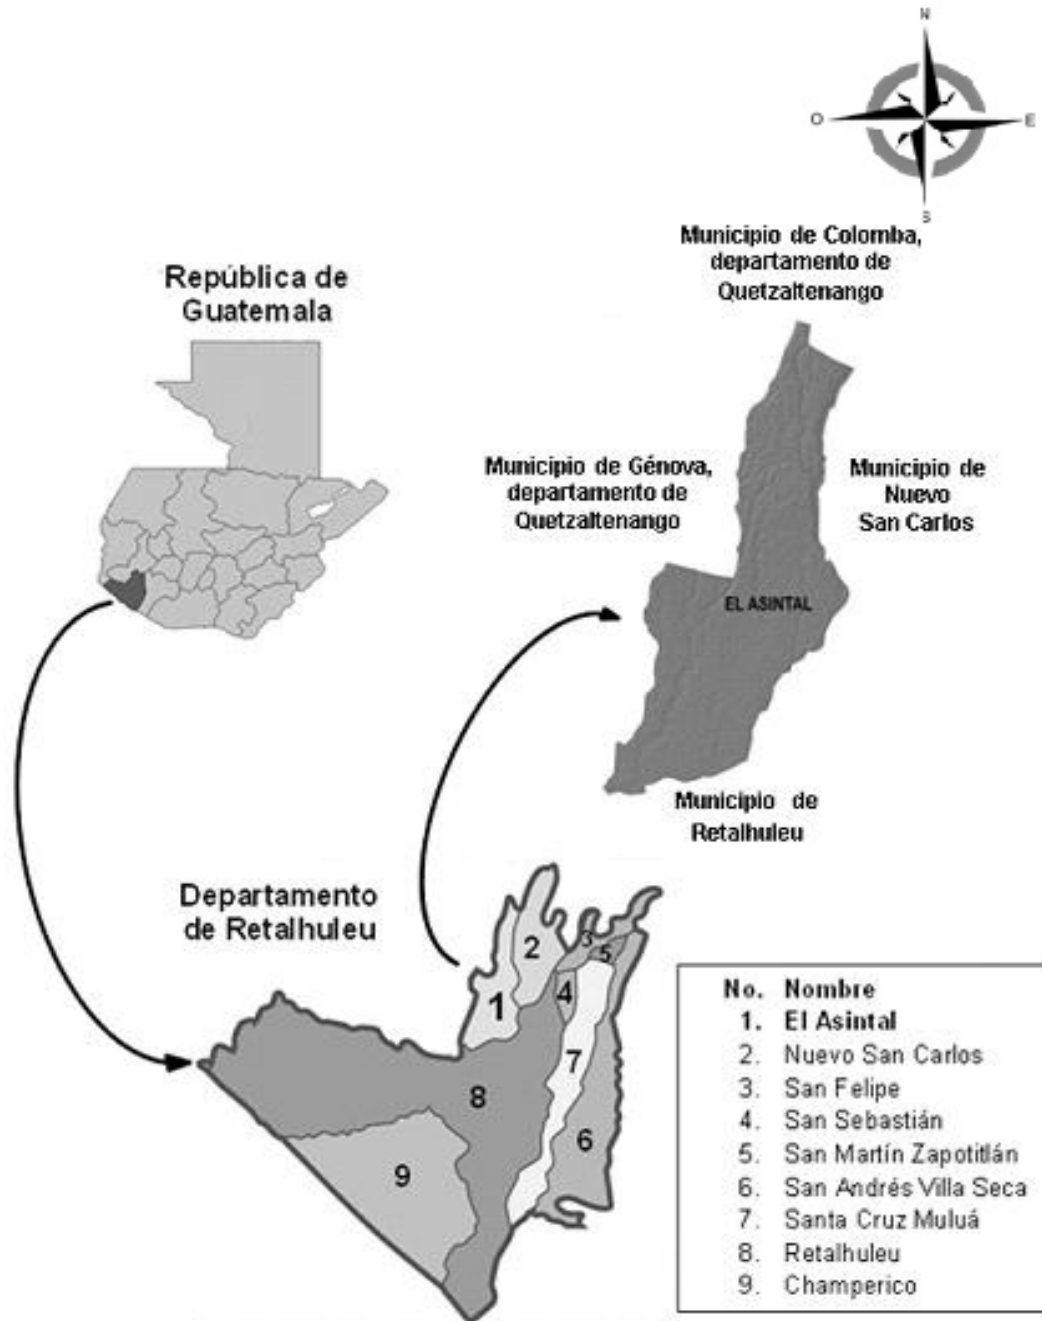 N
O
E
S
Municipio de Colomba,
departamento de
Quetzaltenango
República de
Guatemala
Municipio de Génova,
departamento de
Quetzaltenango
Municipio de
Nuevo
San Carlos
EL ASINTAL
Municipio de
Retalhuleu
Departamento
de Retalhuleu
1
2
3
4
5
6
7
8
9
No. Nombre
1. El Asintal
2. Nuevo San Carlos
3. San Felipe
4. San Sebastián
5. San Martín Zapotitlán
6. San Andrés Villa Seca
7. Santa Cruz Muluá
8. Retalhuleu
9. Champerico